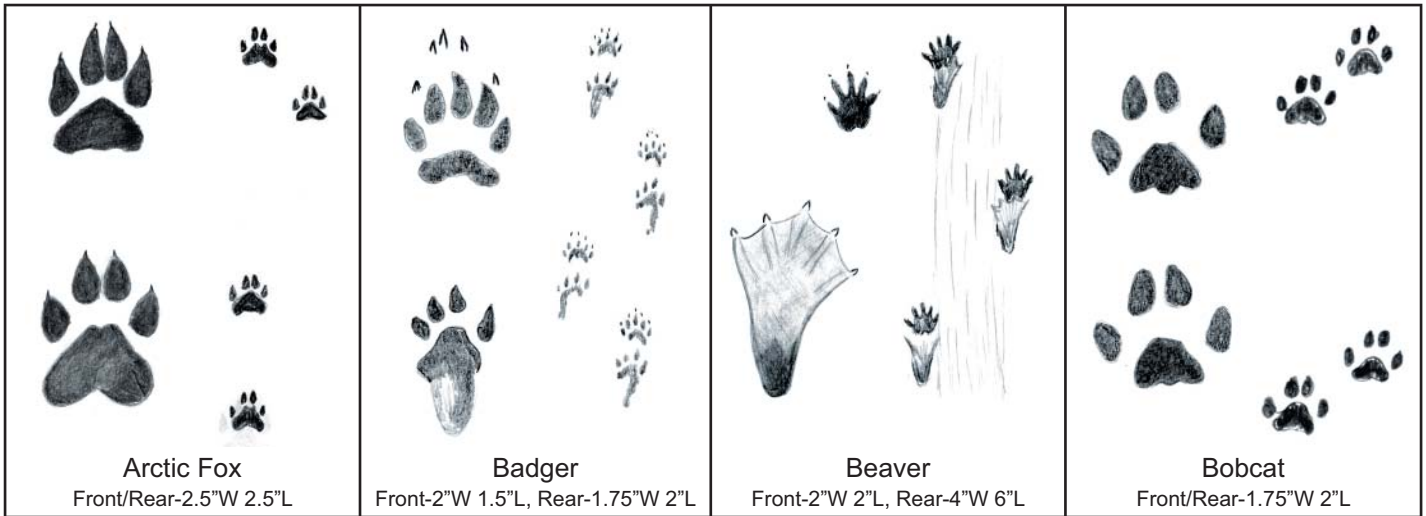 Arctic Fox
Front/Rear-2.5”W 2.5”L
Badger
Front-2”W 1.5”L, Rear-1.75”W 2”L
Beaver
Front-2”W 2”L, Rear-4”W 6”L
Bobcat
Front/Rear-1.75”W 2”L